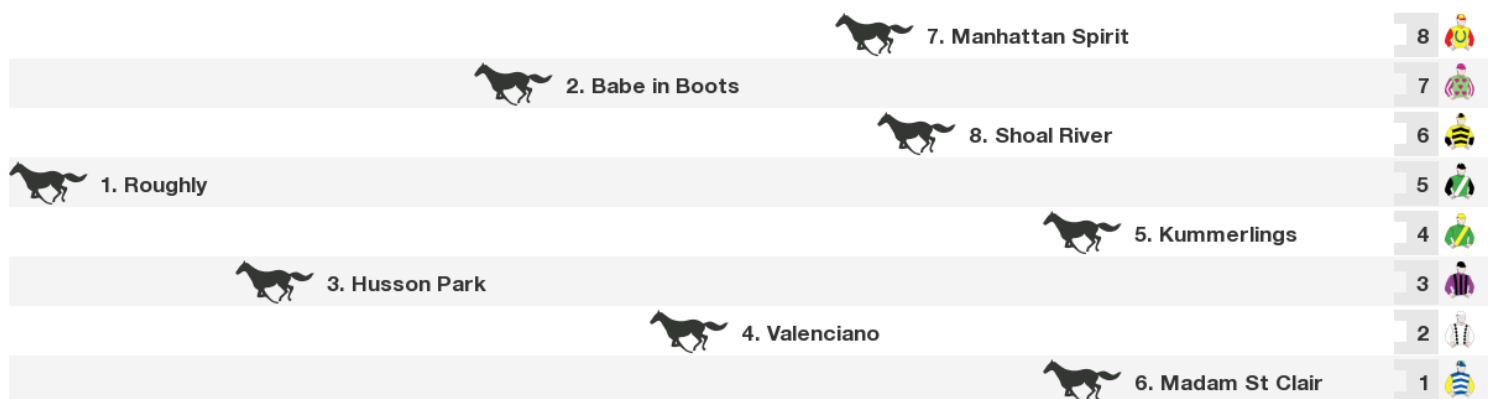 7. Manhattan Spirit 8
2. Babe in Boots 7
8. Shoal River 6
1. Roughly 5
5. Kummerlings 4
3. Husson Park 3
4. Valenciano 2
6. Madam St Clair 1